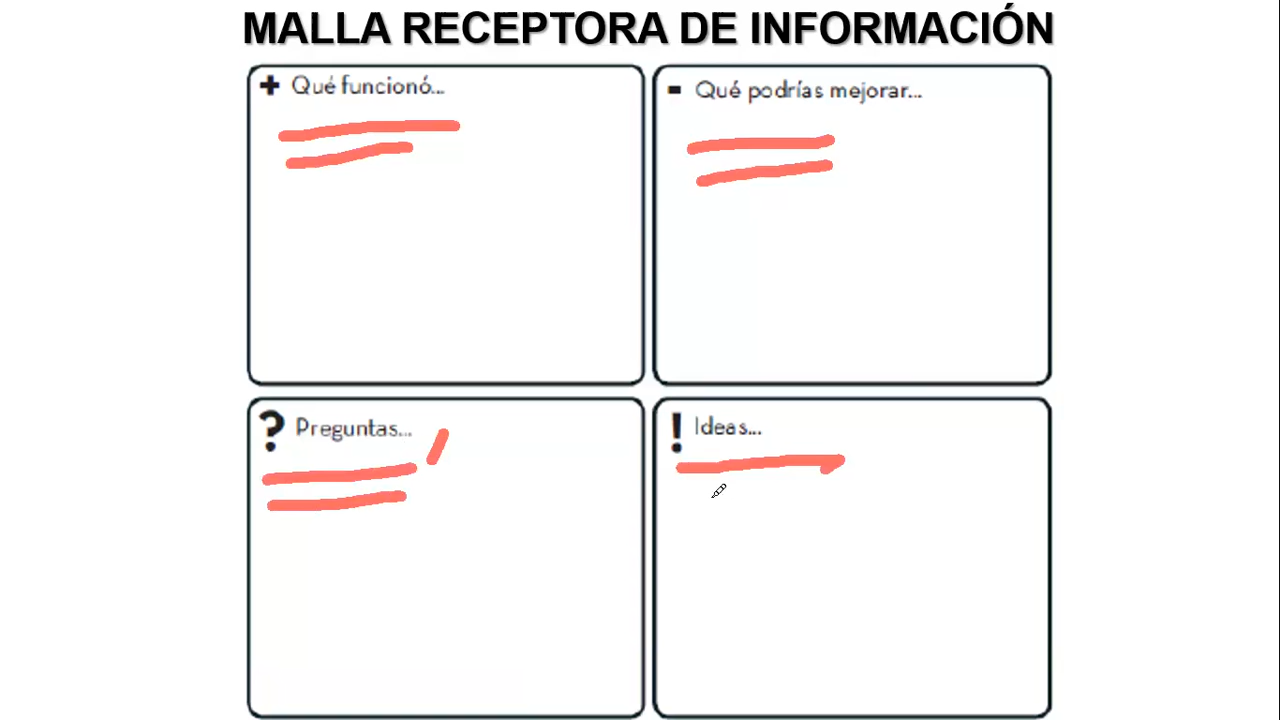 MALLA RECEPTORA DE INFORMACIÓN
+ Qué funcionó...
- Qué podrías mejorar...
? Preguntas...
! Ideas...